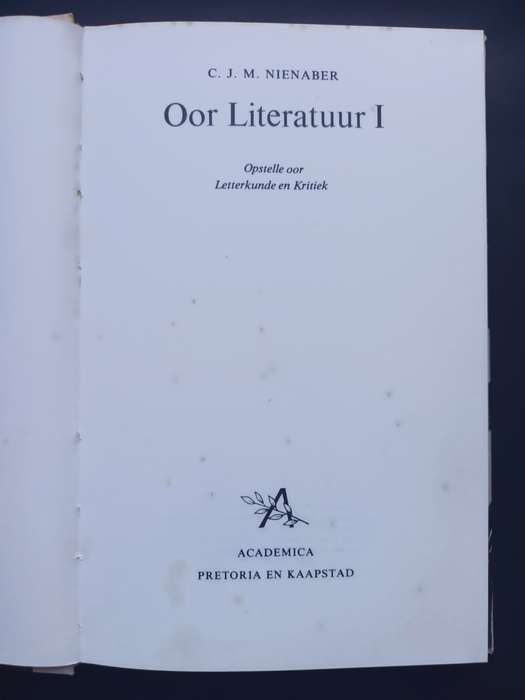 C. J. M. NIENABER
Oor Literatuur I
Opstelle oor
Letterkunde en Kritiek
A
ACADEMICA
PRETORIA EN KAAPSTAD